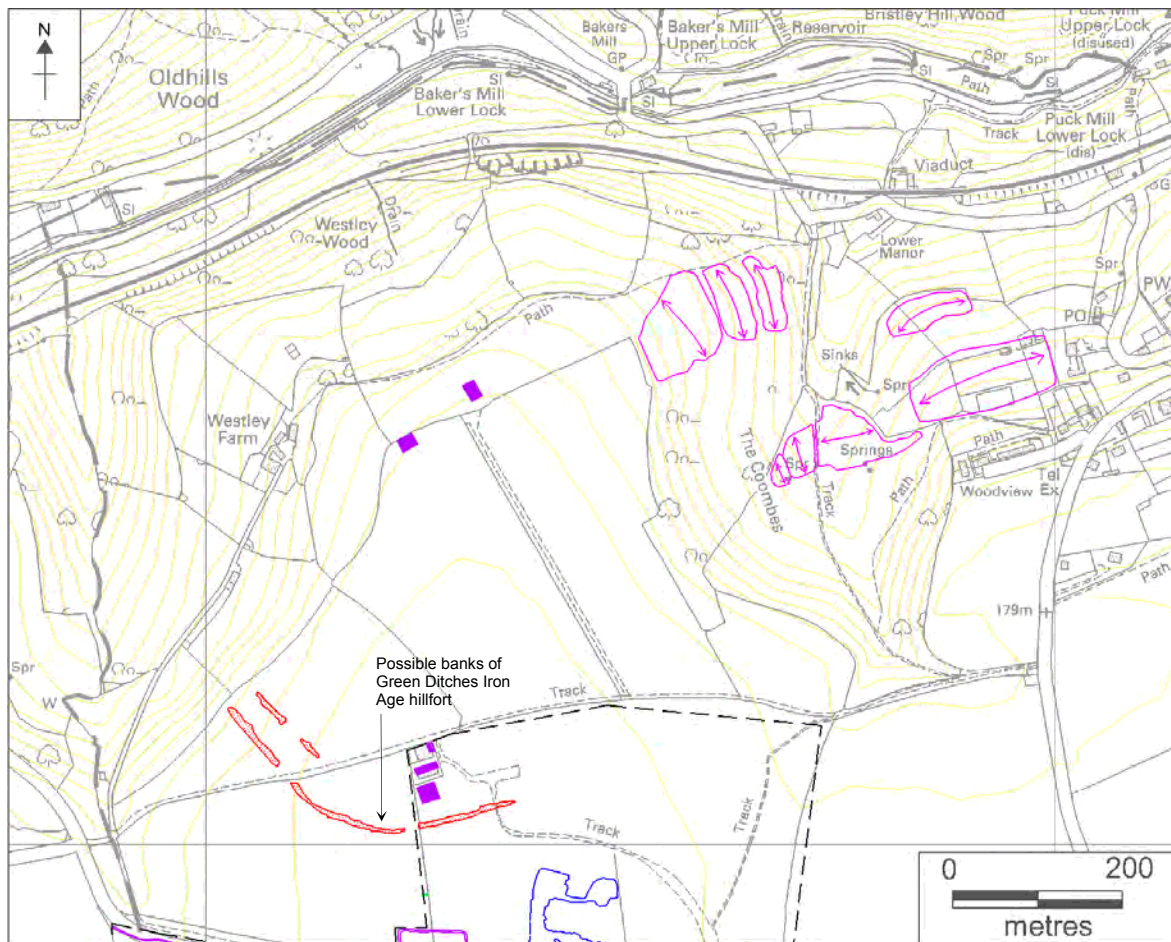 N
Oldhills
Wood
Path
Drain
Sl
Baker's Mill
Lower Lock
Bakers
Mill
GP
Baker's Mill
Upper Lock
Drain
Reservoir
Bristley Hill Wood
Puck Mill
Upper Lock
(disused)
Spr
Spr
Path
Sl
Sl
Path
Track
Puck Mill
Lower Lock
(dis)
Viaduct
Sl
Westley
Wood
Drain
Lower
Manor
Spr
PW
PO
Path
Sinks
Spr
Westley
Farm
The Coombes
Spr
Springs
Path
Track
Path
Woodview
Tel
Ex
Path
179m
Spr
W
Possible banks of
Green Ditches Iron
Age hillfort
Track
Track
Track
0
200
metres